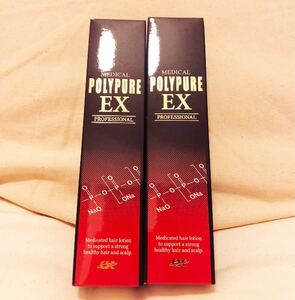 MEDICAL
POLYPURE
EX
PROFESSIONAL
NaO
ONa
Medicated hair lotion
to support a strong
healthy hair and scalp.
MEDICAL
POLYPURE
EX
PROFESSIONAL
NaO
ONa
Medicated hair lotion
to support a strong
healthy hair and scalp.